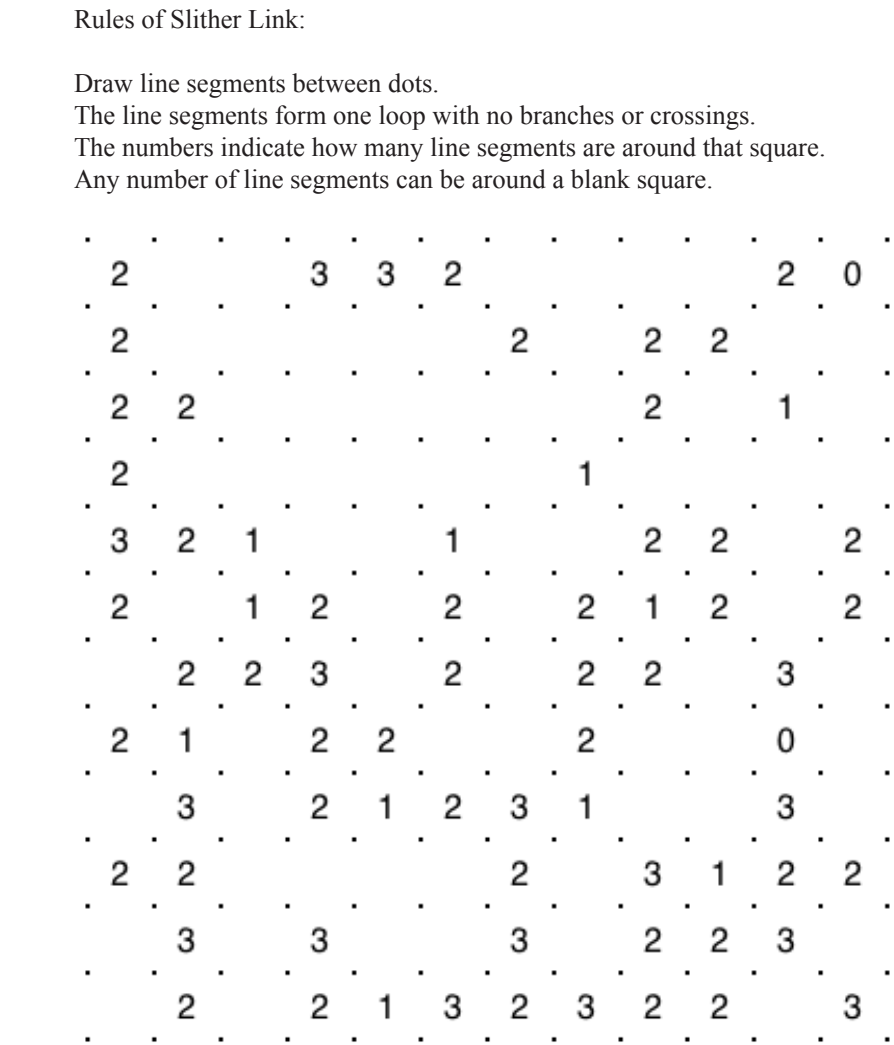 Rules of Slither Link:
Draw line segments between dots.
The line segments form one loop with no branches or crossings.
The numbers indicate how many line segments are around that square.
Any number of line segments can be around a blank square.
2 3 3 2 2 0
2 2 2 2
2 2 2 1
2 1
3 2 1 1 2 2 2
2 1 2 2 2 1 2 2
2 2 3 2 2 2 3
2 1 2 2 2 0
3 2 1 2 3 1 3
2 2 2 3 1 2 2
3 3 3 2 2 3
2 2 1 3 2 3 2 2 3